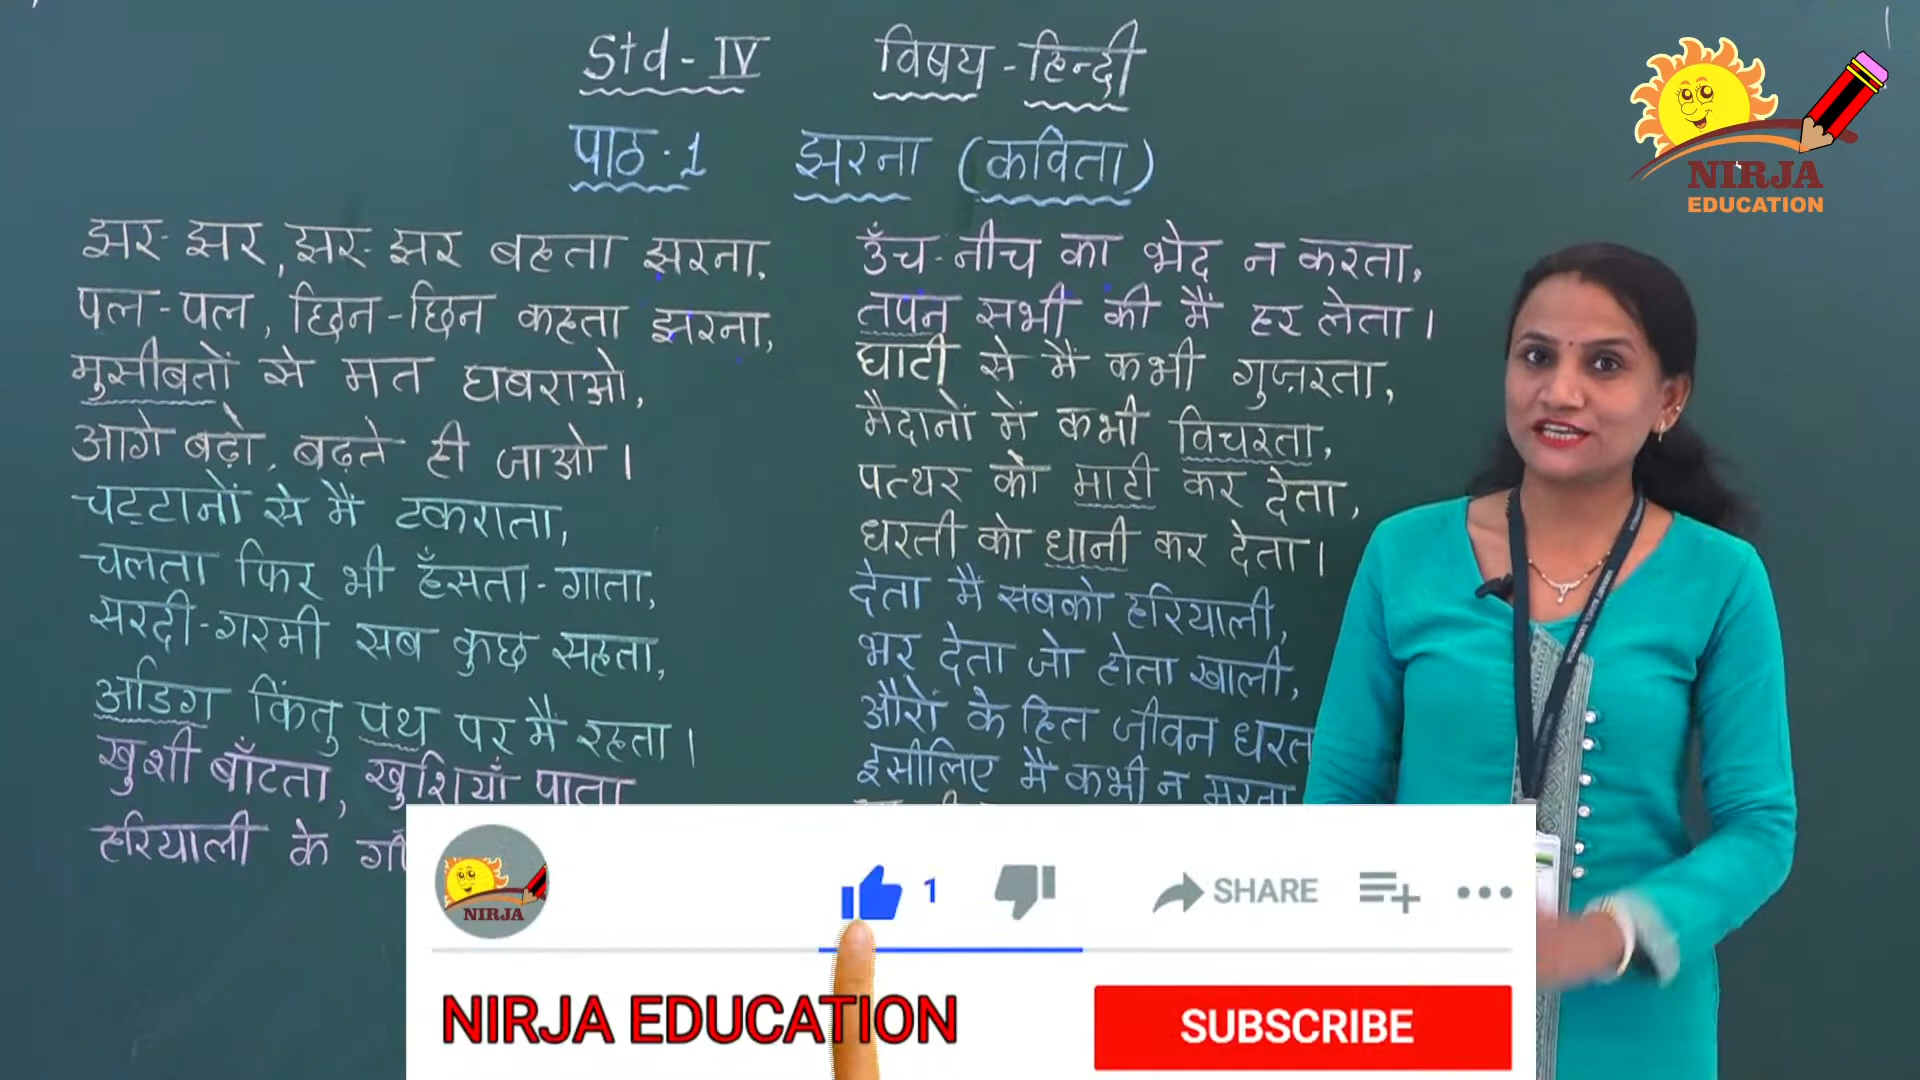 Std - IV विषय - हिन्दी
पाठ - 1 झरना (कविता)
झर-झर, झर-झर बहता झरना,
पल-पल, छिन-छिन कहता झरना,
मुसीबतों से मत घबराओ,
आगे बढ़ो, बढ़ते ही जाओ।
चट्टानों से मैं टकराता,
चलता फिर भी हँसता-गाता,
सरदी-गरमी सब कुछ सहता,
अडिग किंतु पथ पर मैं रहता।
खुशी बाँटता, खुशियाँ पाता
हरियाली के
उँच-नीच का भेद न करता,
तपन सभी की मैं हर लेता।
घाटी से मैं कभी गुज़रता,
मैदानों में कभी विचरता,
पत्थर को माटी कर देता,
धरती को धानी कर देता।
देता मैं सबको हरियाली,
भर देता जो होता खाली,
औरों के हित जीवन धरत
इसीलिए मैं कभी न मरता
NIRJA
EDUCATION
NIRJA
1 SHARE
NIRJA EDUCATION
SUBSCRIBE